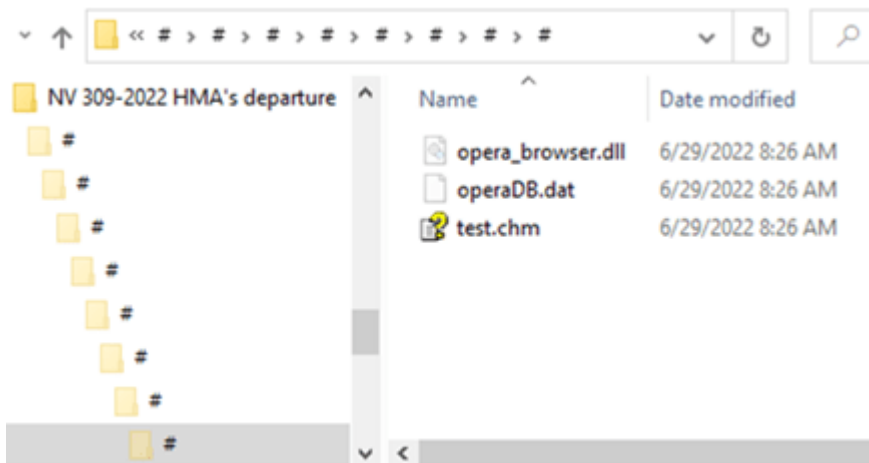 « # > # > # > # > # > # > # > #
NV 309-2022 HMA's departure
#
#
#
#
#
#
#
#
Name Date modified
opera_browser.dll 6/29/2022 8:26 AM
operaDB.dat 6/29/2022 8:26 AM
test.chm 6/29/2022 8:26 AM